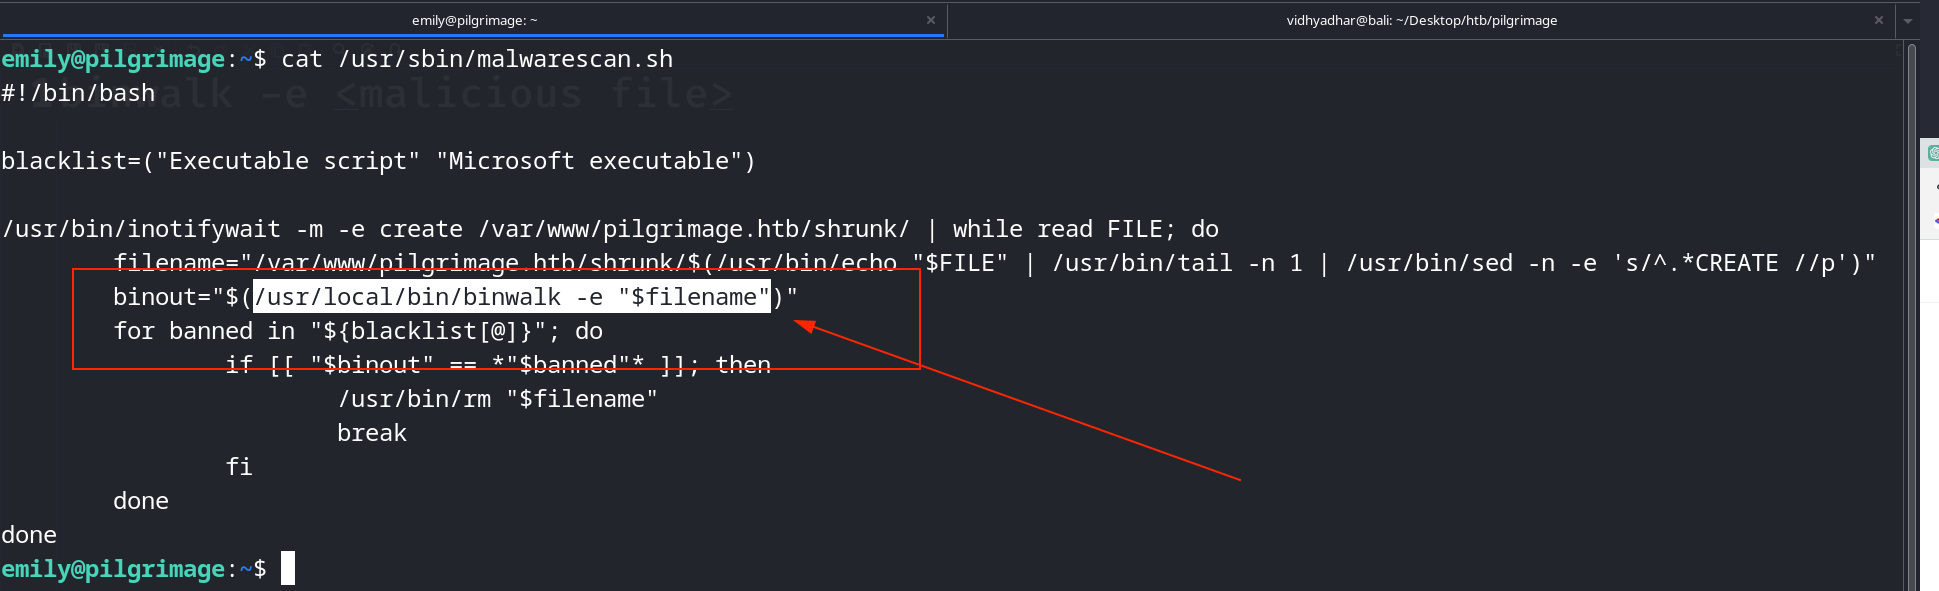 emily@pilgrimage: ~
vidhyadhar@bali: ~/Desktop/htb/pilgrimage
emily@pilgrimage:~$ cat /usr/sbin/malwarescan.sh
#!/bin/bash
binwalk -e <malicious file>
blacklist=("Executable script" "Microsoft executable")
/usr/bin/inotifywait -m -e create /var/www/pilgrimage.htb/shrunk/ | while read FILE; do
filename="/var/www/pilgrimage.htb/shrunk/$(/usr/bin/echo "$FILE" | /usr/bin/tail -n 1 | /usr/bin/sed -n -e 's/^.*CREATE //p')"
binout="$(/usr/local/bin/binwalk -e "$filename")"
for banned in "${blacklist[@]}"; do
if [[ "$binout" == *"$banned"* ]]; then
/usr/bin/rm "$filename"
break
fi
done
done
emily@pilgrimage:~$